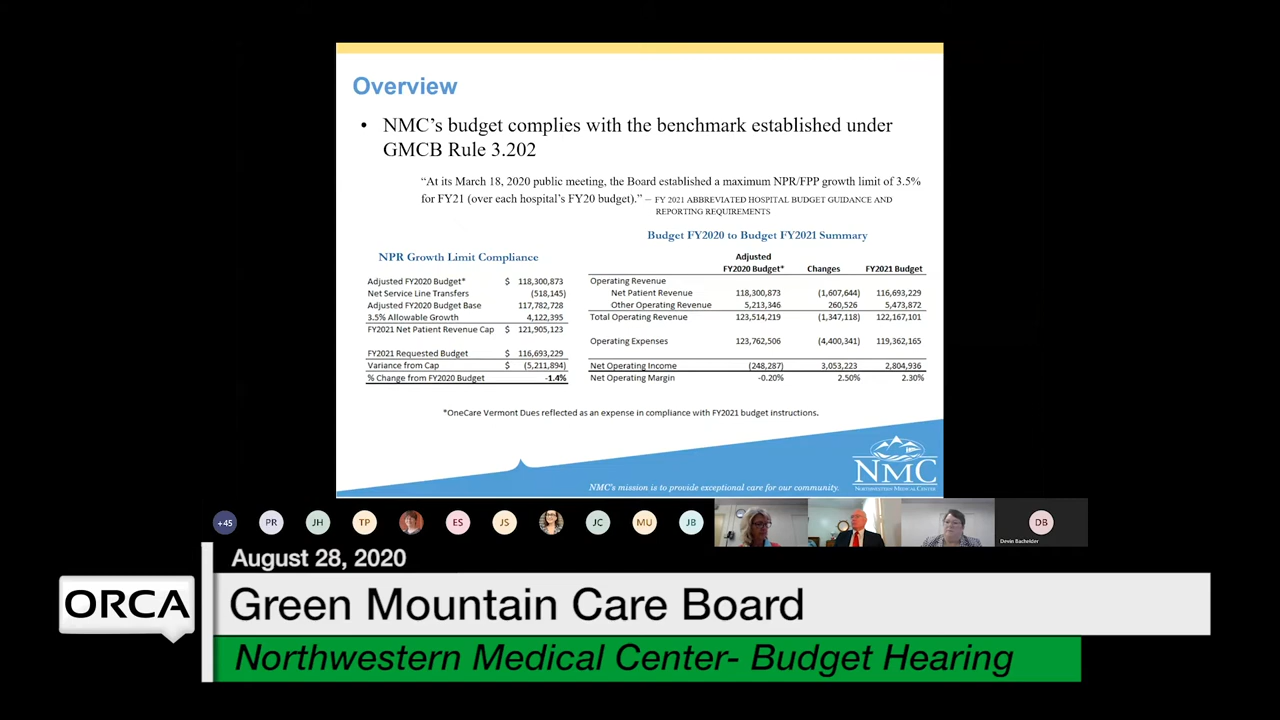 Overview
• NMC's budget complies with the benchmark established under
GMCB Rule 3.202
"At its March 18, 2020 public meeting, the Board established a maximum NPR/FPP growth limit of 3.5%
for FY21 (over each hospital's FY20 budget)." – FY 2021 ABBREVIATED HOSPITAL BUDGET GUIDANCE AND
REPORTING REQUIREMENTS
NPR Growth Limit Compliance
Adjusted FY2020 Budget* $ 118,300,873
Net Service Line Transfers (518,145)
Adjusted FY2020 Budget Base 117,782,728
3.5% Allowable Growth 4,122,395
FY2021 Net Patient Revenue Cap $ 121,905,123
FY2021 Requested Budget $ 116,693,229
Variance from Cap $ (5,211,894)
% Change from FY2020 Budget -1.4%
Budget FY2020 to Budget FY2021 Summary
Adjusted
FY2020 Budget* Changes FY2021 Budget
Operating Revenue
Net Patient Revenue 118,300,873 (1,607,644) 116,693,229
Other Operating Revenue 5,213,346 260,526 5,473,872
Total Operating Revenue 123,514,219 (1,347,118) 122,167,101
Operating Expenses 123,762,506 (4,400,341) 119,362,165
Net Operating Income (248,287) 3,053,223 2,804,936
Net Operating Margin -0.20% 2.50% 2.30%
*OneCare Vermont Dues reflected as an expense in compliance with FY2021 budget instructions.
NMC
NORTHWESTERN MEDICAL CENTER
NMC's mission is to provide exceptional care for our community.
+45 PR JH TP ES JS JC MU JB DB
Devin Bachelder
August 28, 2020
ORCA
Green Mountain Care Board
Northwestern Medical Center- Budget Hearing